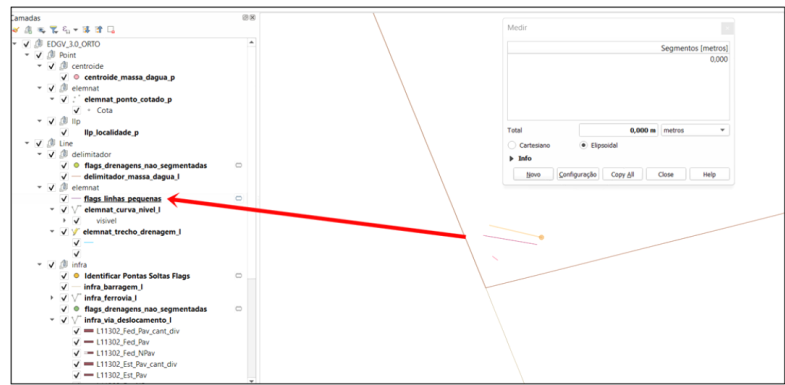 Camadas
EDGV_3.0_ORTO
Point
centroide
centroide_massa_dagua_p
elemnat
elemnat_ponto_cotado_p
Cota
llp
llp_localidade_p
Line
delimitador
flags_drenagens_nao_segmentadas
delimitador_massa_dagua_l
elemnat
flags_linhas_pequenas
elemnat_curva_nivel_l
visivel
elemnat_trecho_drenagem_l
infra
Identificar Pontas Soltas Flags
infra_barragem_l
infra_ferrovia_l
flags_drenagens_nao_segmentadas
infra_via_deslocamento_l
L11302_Fed_Pav_cant_div
L11302_Fed_Pav
L11302_Fed_NPav
L11302_Est_Pav_cant_div
L11302_Est_Pav
Medir
Segmentos [metros]
0,000
Total 0,000 m metros
Cartesiano Elipsoidal
Info
Novo Configuração Copy All Close Help